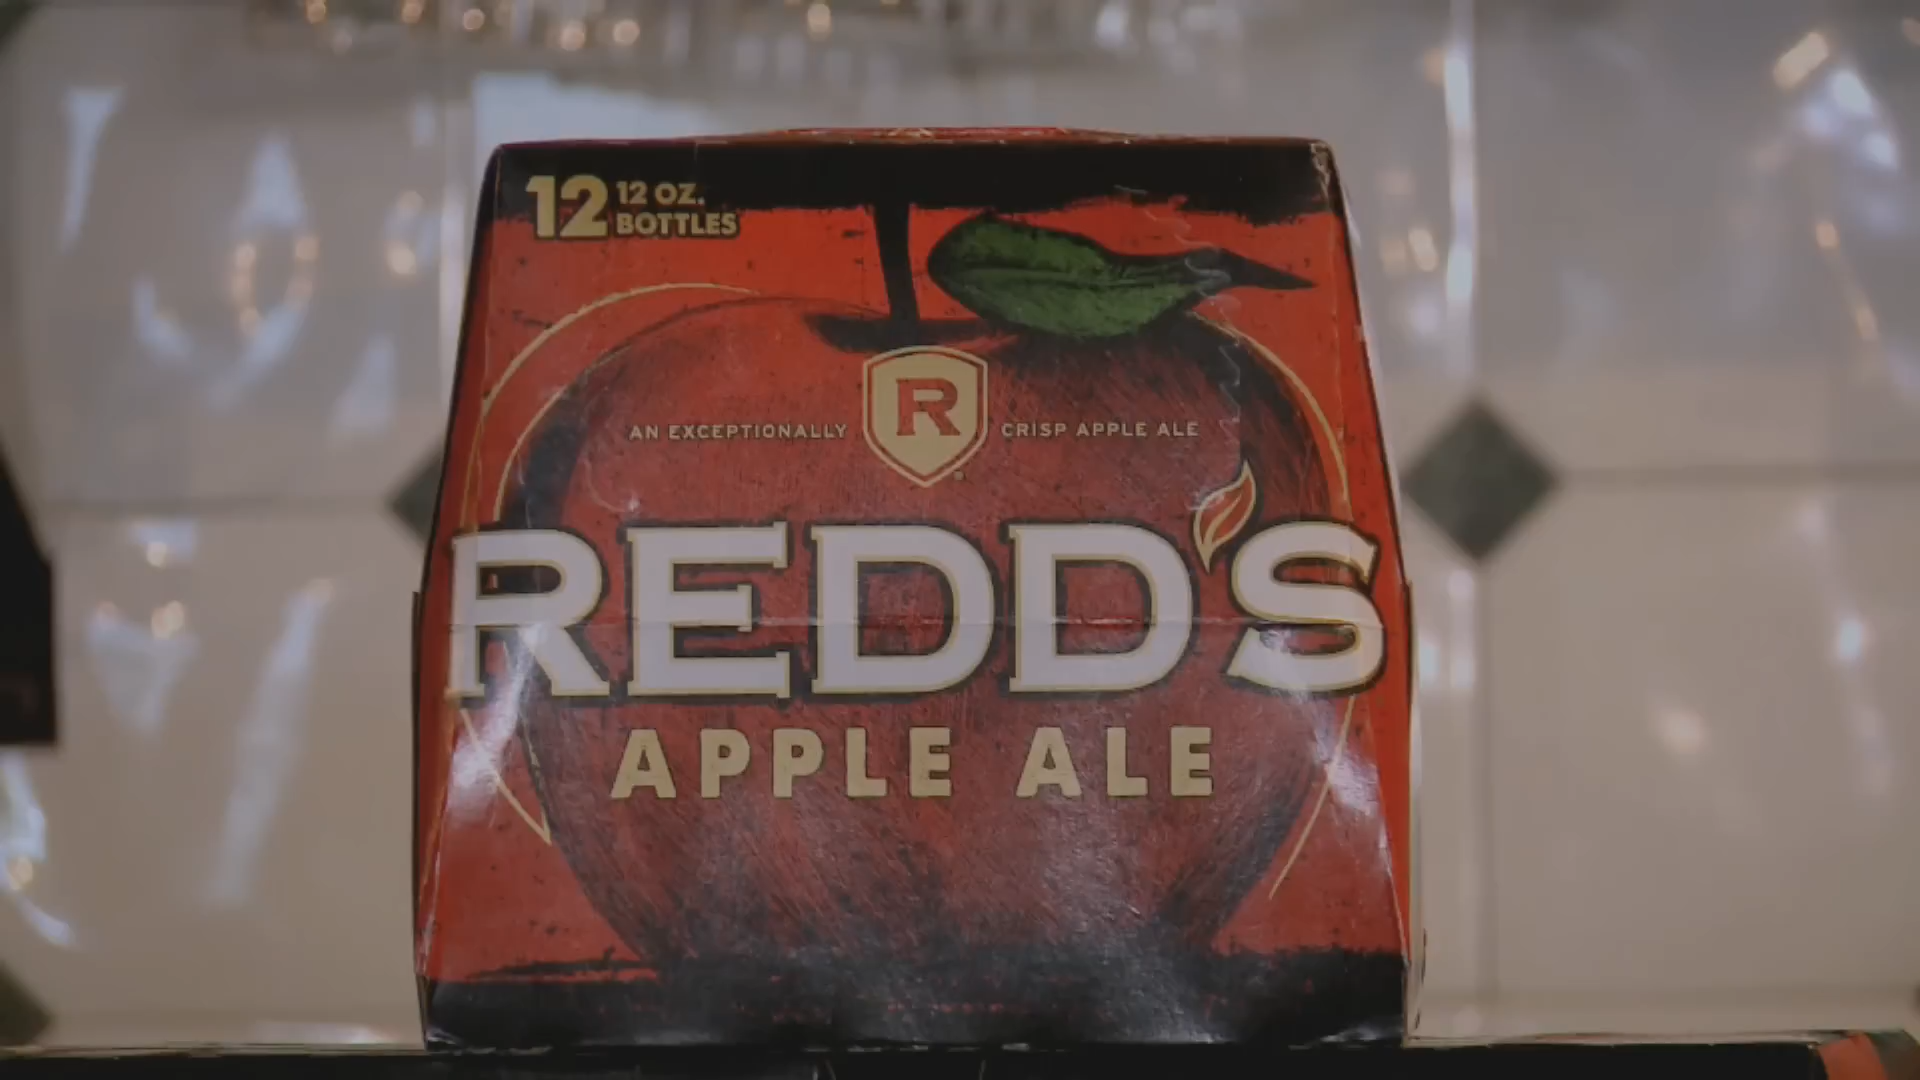 12 12 OZ.
BOTTLES
R
AN EXCEPTIONALLY CRISP APPLE ALE
REDD'S
APPLE ALE